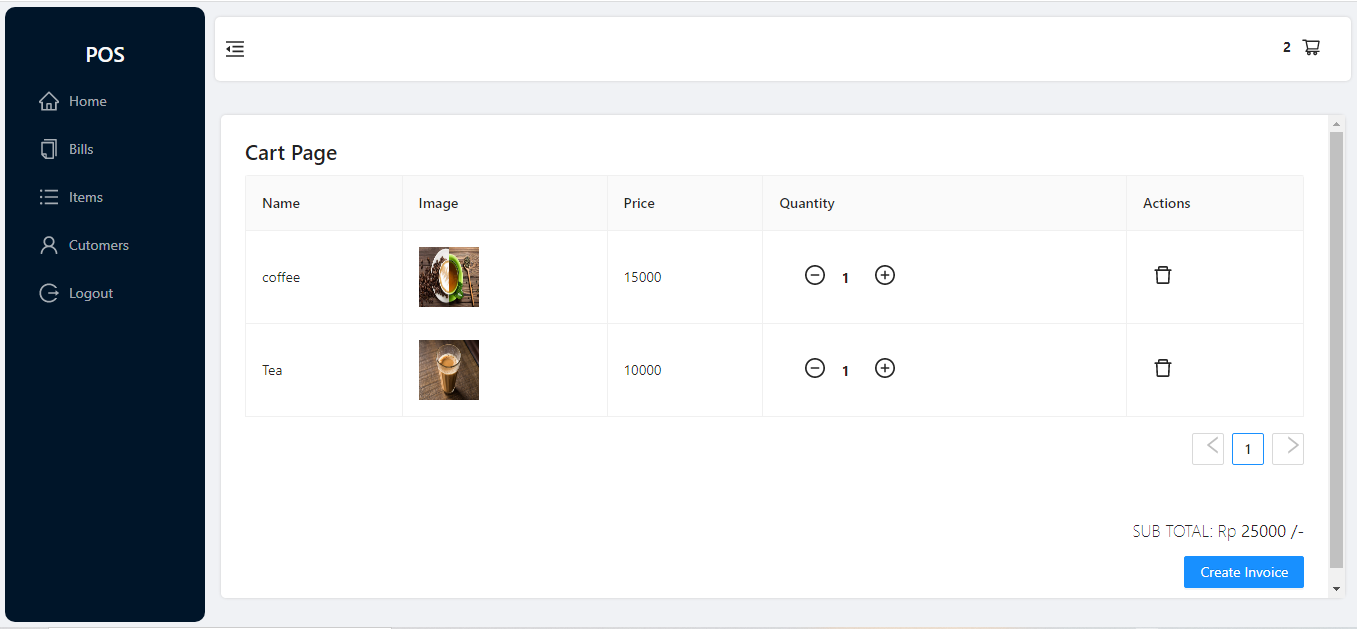 POS
Home
Bills
Items
Cutomers
Logout
2
Cart Page
Name Image Price Quantity Actions
coffee 15000 1
Tea 10000 1
1
SUB TOTAL: Rp 25000 /-
Create Invoice